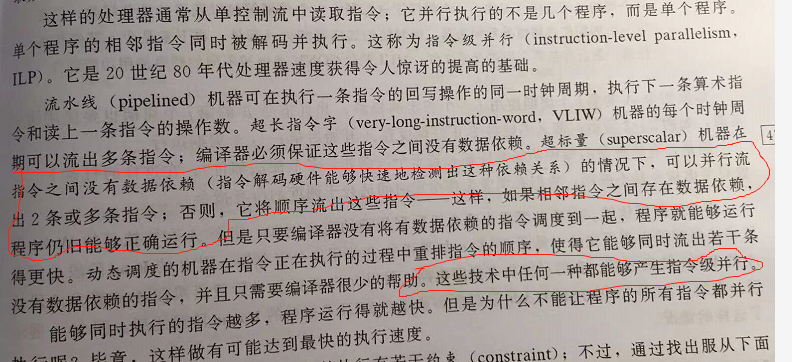 这样的处理器通常从单控制流中读取指令；它并行执行的不是几个程序，而是单个程序。
单个程序的相邻指令同时被解码并执行。这称为指令级并行（instruction-level parallelism，
ILP）。它是 20 世纪 80 年代处理器速度获得令人惊讶的提高的基础。
流水线（pipelined）机器可在执行一条指令的回写操作的同一时钟周期，执行下一条算术指
令和读上一条指令的操作数。超长指令字（very-long-instruction-word，VLIW）机器的每个时钟周
期可以流出多条指令；编译器必须保证这些指令之间没有数据依赖。超标量（superscalar）机器在
指令之间没有数据依赖（指令解码硬件能够快速地检测出这种依赖关系）的情况下，可以并行流
出 2 条或多条指令；否则，它将顺序流出这些指令——这样，如果相邻指令之间存在数据依赖，
程序仍旧能够正确运行。但是只要编译器没有将有数据依赖的指令调度到一起，程序就能够运行
得更快。动态调度的机器在指令正在执行的过程中重排指令的顺序，使得它能够同时流出若干条
没有数据依赖的指令，并且只需要编译器很少的帮助。这些技术中任何一种都能够产生指令级并行。
能够同时执行的指令越多，程序运行得就越快。但是为什么不能让程序的所有指令都并行
执行呢？毕竟，这样做有可能达到最快的执行速度。
有若干约束（constraint）；不过，通过找出服从下面